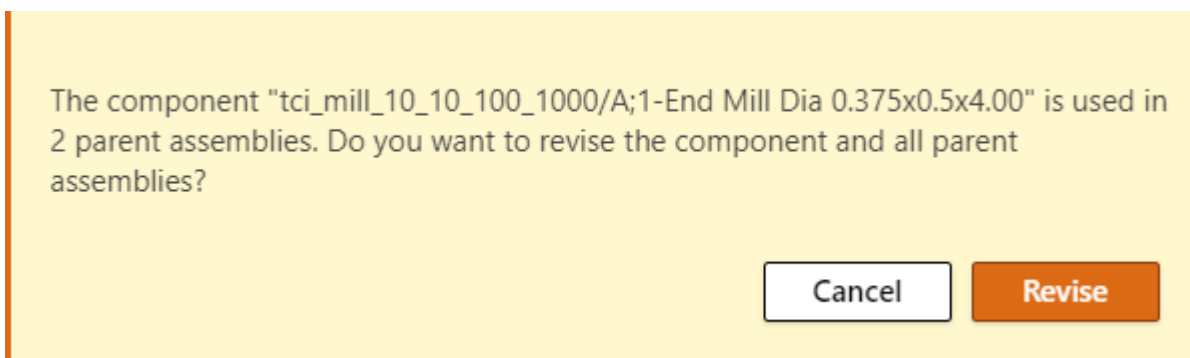 The component "tci_mill_10_10_100_1000/A;1-End Mill Dia 0.375x0.5x4.00" is used in
2 parent assemblies. Do you want to revise the component and all parent
assemblies?
Cancel
Revise